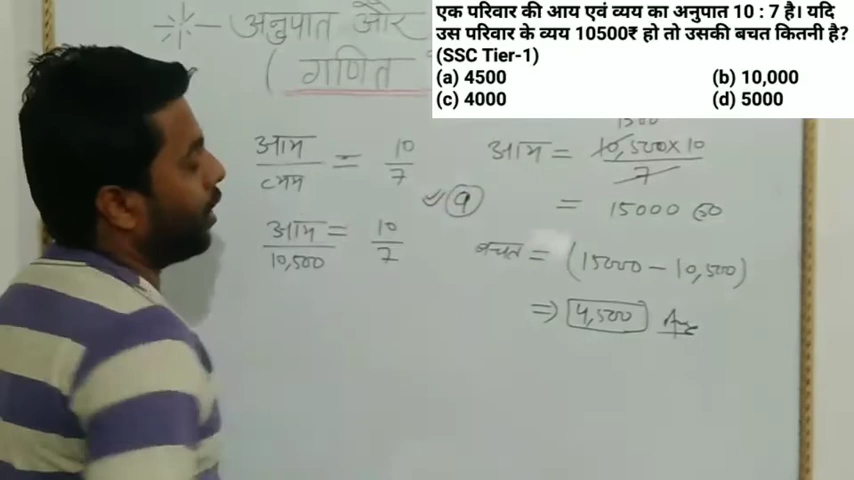 एक परिवार की आय एवं व्यय का अनुपात 10 : 7 है। यदि
उस परिवार के व्यय 10500₹ हो तो उसकी बचत कितनी है?
(SSC Tier-1)
(a) 4500 (b) 10,000
(c) 4000 (d) 5000
अनुपात और
( गणित
आय = 10
व्यय 7
आय = 10
10,500 7
a
1500
आय = 10,500×10
7
= 15000
बचत = (15000 - 10,500)
⇒ 4,500 Ans